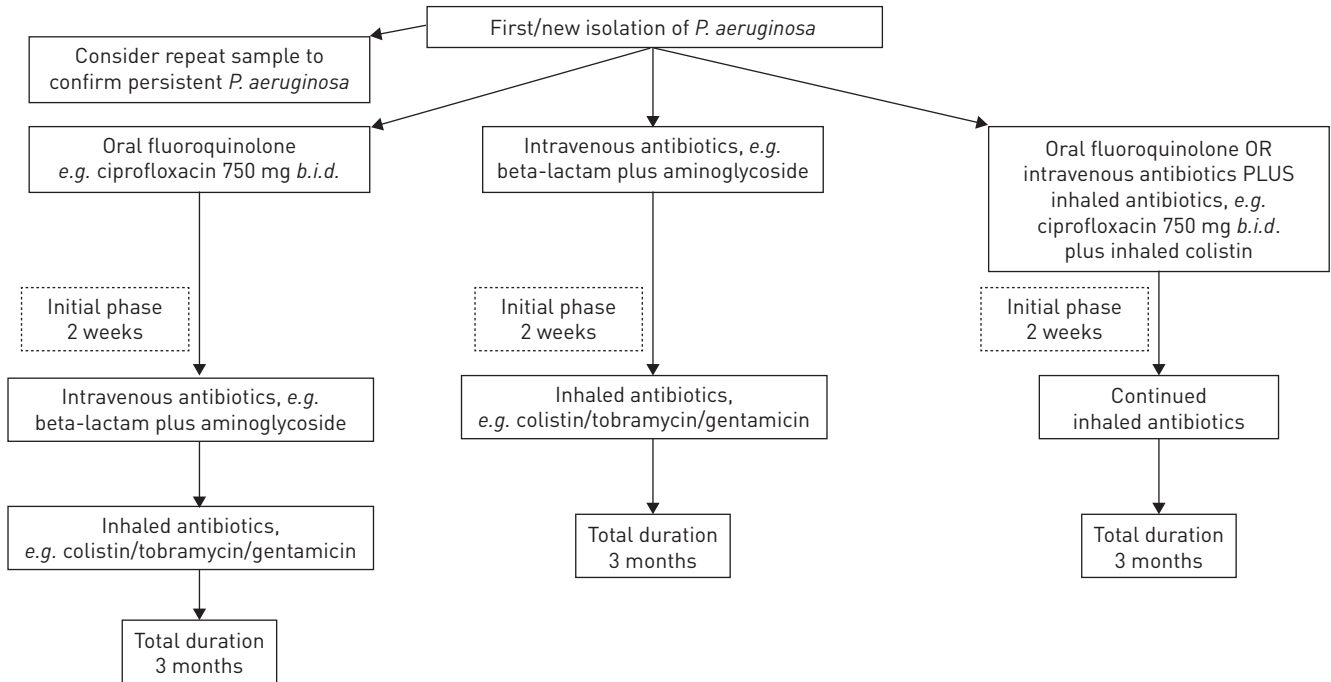 First/new isolation of P. aeruginosa
Consider repeat sample to
confirm persistent P. aeruginosa
Oral fluoroquinolone
e.g. ciprofloxacin 750 mg b.i.d.
Initial phase
2 weeks
Intravenous antibiotics, e.g.
beta-lactam plus aminoglycoside
Inhaled antibiotics,
e.g. colistin/tobramycin/gentamicin
Total duration
3 months
Intravenous antibiotics, e.g.
beta-lactam plus aminoglycoside
Initial phase
2 weeks
Inhaled antibiotics,
e.g. colistin/tobramycin/gentamicin
Total duration
3 months
Oral fluoroquinolone OR
intravenous antibiotics PLUS
inhaled antibiotics, e.g.
ciprofloxacin 750 mg b.i.d.
plus inhaled colistin
Initial phase
2 weeks
Continued
inhaled antibiotics
Total duration
3 months